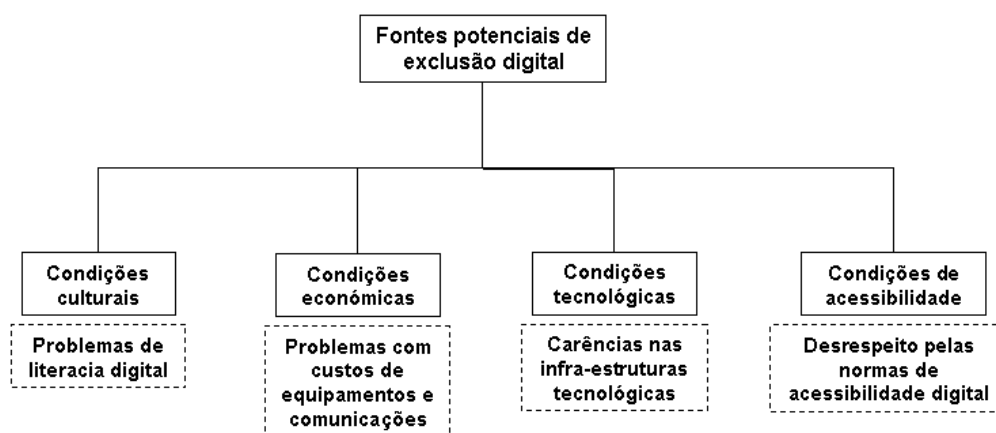 Fontes potenciais de
exclusão digital
Condições
culturais
Problemas de
literacia digital
Condições
económicas
Problemas com
custos de
equipamentos e
comunicações
Condições
tecnológicas
Carências nas
infra-estruturas
tecnológicas
Condições de
acessibilidade
Desrespeito pelas
normas de
acessibilidade digital